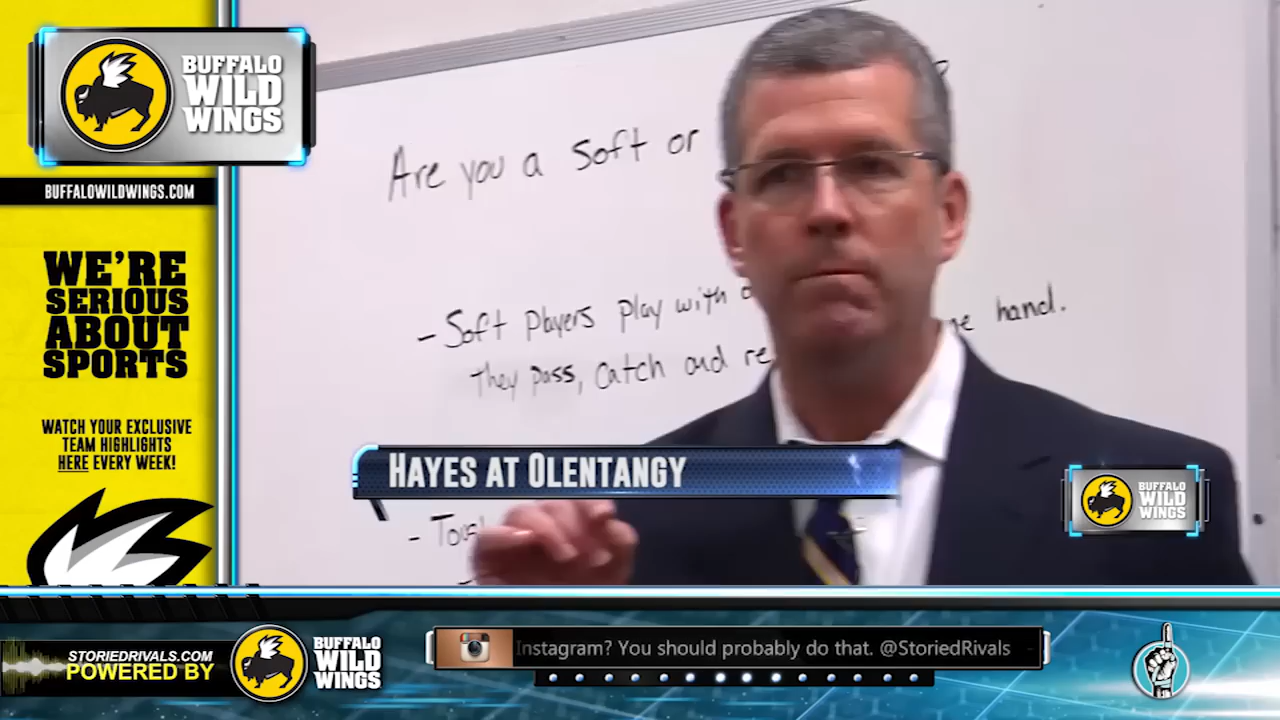 BUFFALO
WILD
WINGS
BUFFALOWILDWINGS.COM
WE'RE
SERIOUS
ABOUT
SPORTS
WATCH YOUR EXCLUSIVE
TEAM HIGHLIGHTS
HERE EVERY WEEK!
Are you a Soft or
- Soft Players Play with
hand.
They pass, catch and
HAYES AT OLENTANGY
BUFFALO
WILD
WINGS
-
STORIEDRIVALS.COM
POWERED BY
BUFFALO
WILD
WINGS
Instagram? You should probably do that. @StoriedRivals -